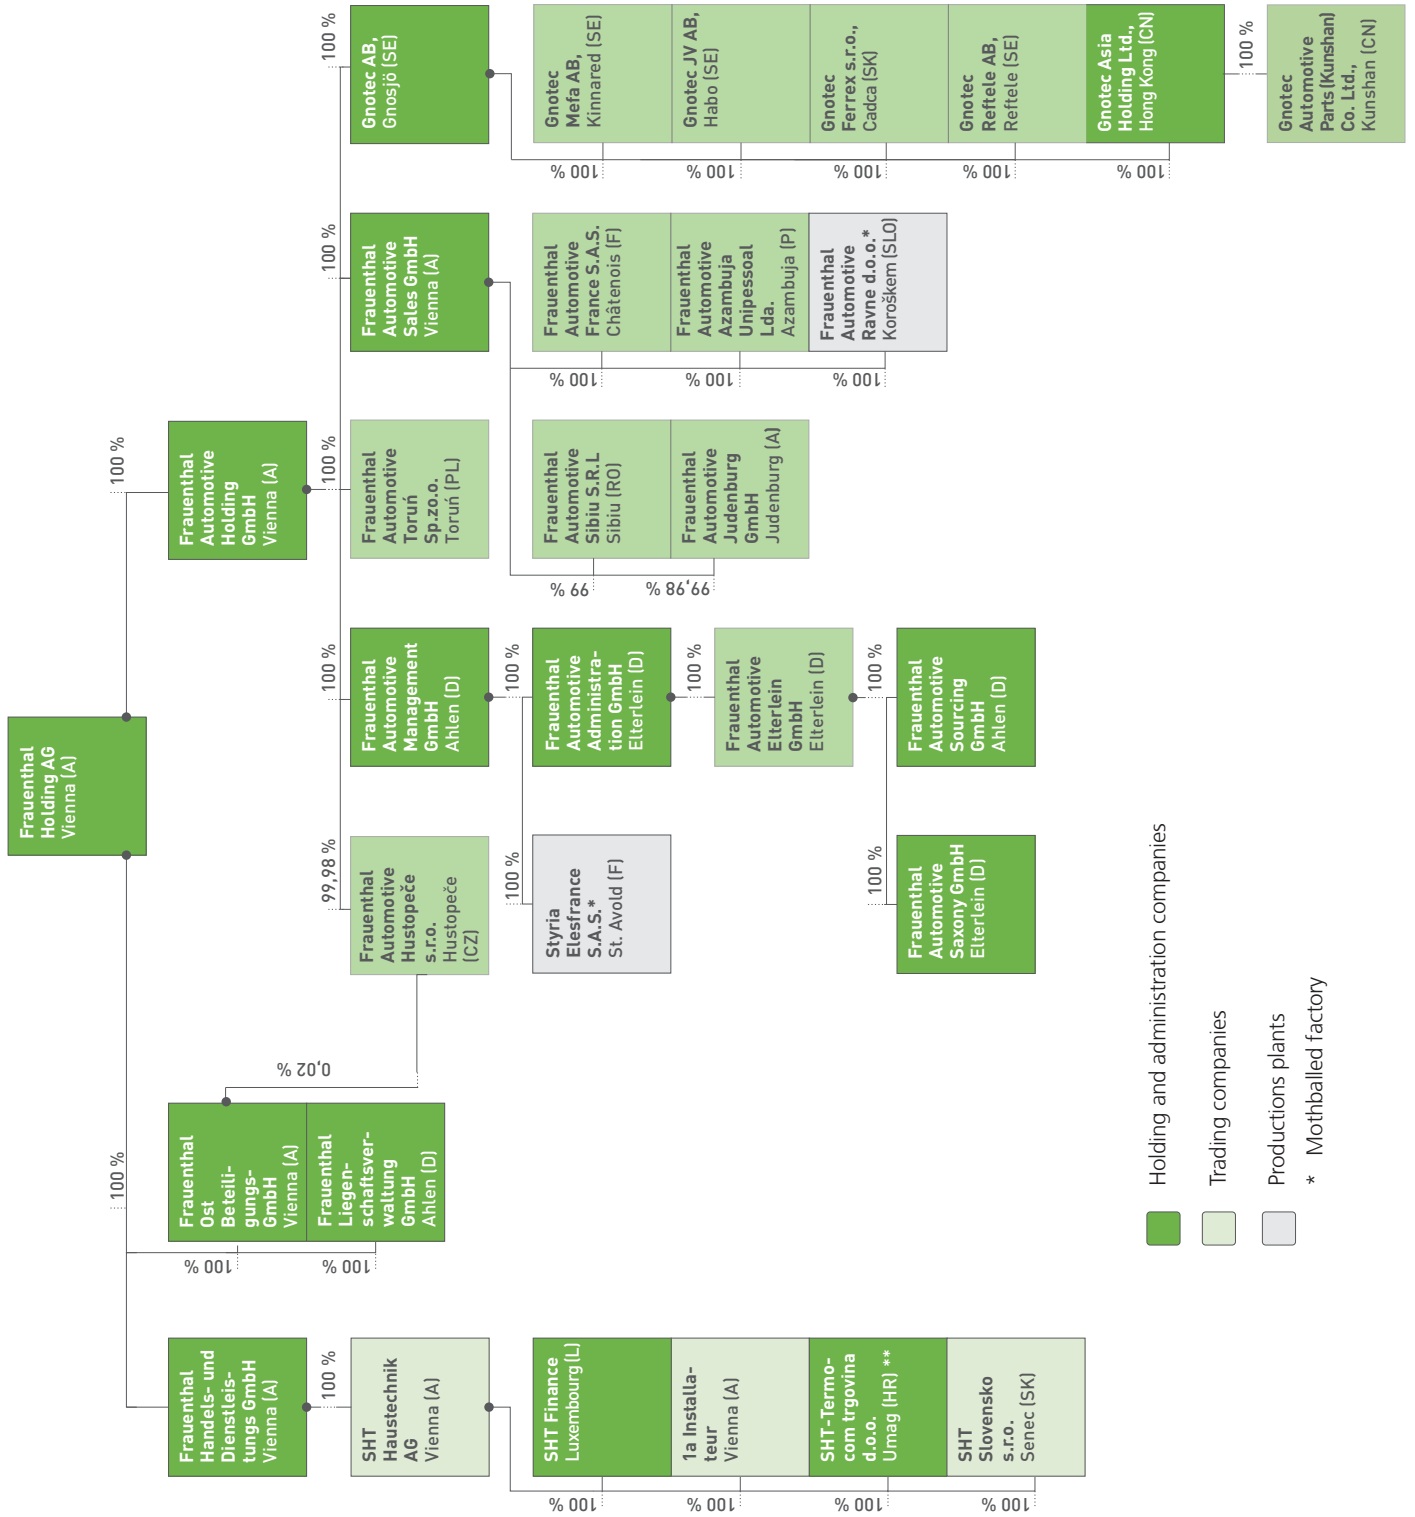 Frauenthal
Holding AG
Vienna (A)
100 %
100 %
Frauenthal
Handels- und
Dienstleis-
tungs GmbH
Vienna (A)
100 %
SHT
Haustechnik
AG
Vienna (A)
SHT Finance
Luxembourg (L)
100 %
1a Installa-
teur
Vienna (A)
100 %
SHT-Termo-
com trgovina
d.o.o.
Umag (HR) **
100 %
SHT
Slovensko
s.r.o.
Senec (SK)
100 %
Frauenthal
Ost
Beteili-
gungs-
GmbH
Vienna (A)
100 %
Frauenthal
Liegen-
schaftsver-
waltung
GmbH
Ahlen (D)
100 %
0,02 %
Frauenthal
Automotive
Holding
GmbH
Vienna (A)
99,98 %
Frauenthal
Automotive
Hustopeče
s.r.o.
Hustopeče
(CZ)
100 %
Frauenthal
Automotive
Management
GmbH
Ahlen (D)
100 %
Styria
Elesfrance
S.A.S.*
St. Avold (F)
100 %
Frauenthal
Automotive
Administra-
tion GmbH
Elterlein (D)
100 %
Frauenthal
Automotive
Elterlein
GmbH
Elterlein (D)
100 %
Frauenthal
Automotive
Saxony GmbH
Elterlein (D)
100 %
Frauenthal
Automotive
Sourcing
GmbH
Ahlen (D)
100 %
Frauenthal
Automotive
Toruń
Sp.zo.o.
Toruń (PL)
100 %
Frauenthal
Automotive
Sales GmbH
Vienna (A)
Frauenthal
Automotive
Sibiu S.R.L
Sibiu (RO)
99 %
Frauenthal
Automotive
Judenburg
GmbH
Judenburg (A)
99,98 %
Frauenthal
Automotive
France S.A.S.
Châtenois (F)
100 %
Frauenthal
Automotive
Azambuja
Unipessoal
Lda.
Azambuja (P)
100 %
Frauenthal
Automotive
Ravne d.o.o.*
Koroškem (SLO)
100 %
100 %
Gnotec AB,
Gnosjö (SE)
Gnotec
Mefa AB,
Kinnared (SE)
100 %
Gnotec JV AB,
Habo (SE)
100 %
Gnotec
Ferrex s.r.o.,
Cadca (SK)
100 %
Gnotec
Reftele AB,
Reftele (SE)
100 %
Gnotec Asia
Holding Ltd.,
Hong Kong (CN)
100 %
100 %
Gnotec
Automotive
Parts(Kunshan)
Co. Ltd.,
Kunshan (CN)
Holding and administration companies
Trading companies
Productions plants
* Mothballed factory